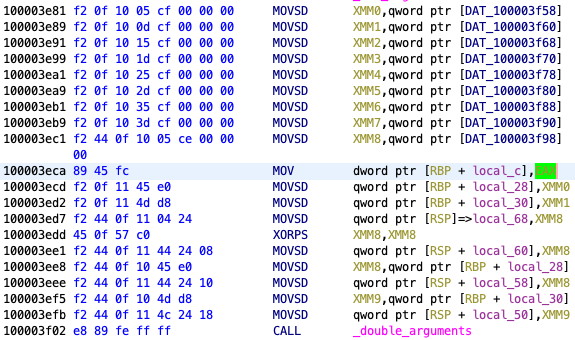 100003e81 f2 0f 10 05 cf 00 00 00 MOVSD XMM0,qword ptr [DAT_100003f58]
100003e89 f2 0f 10 0d cf 00 00 00 MOVSD XMM1,qword ptr [DAT_100003f60]
100003e91 f2 0f 10 15 cf 00 00 00 MOVSD XMM2,qword ptr [DAT_100003f68]
100003e99 f2 0f 10 1d cf 00 00 00 MOVSD XMM3,qword ptr [DAT_100003f70]
100003ea1 f2 0f 10 25 cf 00 00 00 MOVSD XMM4,qword ptr [DAT_100003f78]
100003ea9 f2 0f 10 2d cf 00 00 00 MOVSD XMM5,qword ptr [DAT_100003f80]
100003eb1 f2 0f 10 35 cf 00 00 00 MOVSD XMM6,qword ptr [DAT_100003f88]
100003eb9 f2 0f 10 3d cf 00 00 00 MOVSD XMM7,qword ptr [DAT_100003f90]
100003ec1 f2 44 0f 10 05 ce 00 00 MOVSD XMM8,qword ptr [DAT_100003f98]
00
100003eca 89 45 fc MOV dword ptr [RBP + local_c],EAX
100003ecd f2 0f 11 45 e0 MOVSD qword ptr [RBP + local_28],XMM0
100003ed2 f2 0f 11 4d d8 MOVSD qword ptr [RBP + local_30],XMM1
100003ed7 f2 44 0f 11 04 24 MOVSD qword ptr [RSP]=>local_68,XMM8
100003edd 45 0f 57 c0 XORPS XMM8,XMM8
100003ee1 f2 44 0f 11 44 24 08 MOVSD qword ptr [RSP + local_60],XMM8
100003ee8 f2 44 0f 10 45 e0 MOVSD XMM8,qword ptr [RBP + local_28]
100003eee f2 44 0f 11 44 24 10 MOVSD qword ptr [RSP + local_58],XMM8
100003ef5 f2 44 0f 10 4d d8 MOVSD XMM9,qword ptr [RBP + local_30]
100003efb f2 44 0f 11 4c 24 18 MOVSD qword ptr [RSP + local_50],XMM9
100003f02 e8 89 fe ff ff CALL _double_arguments